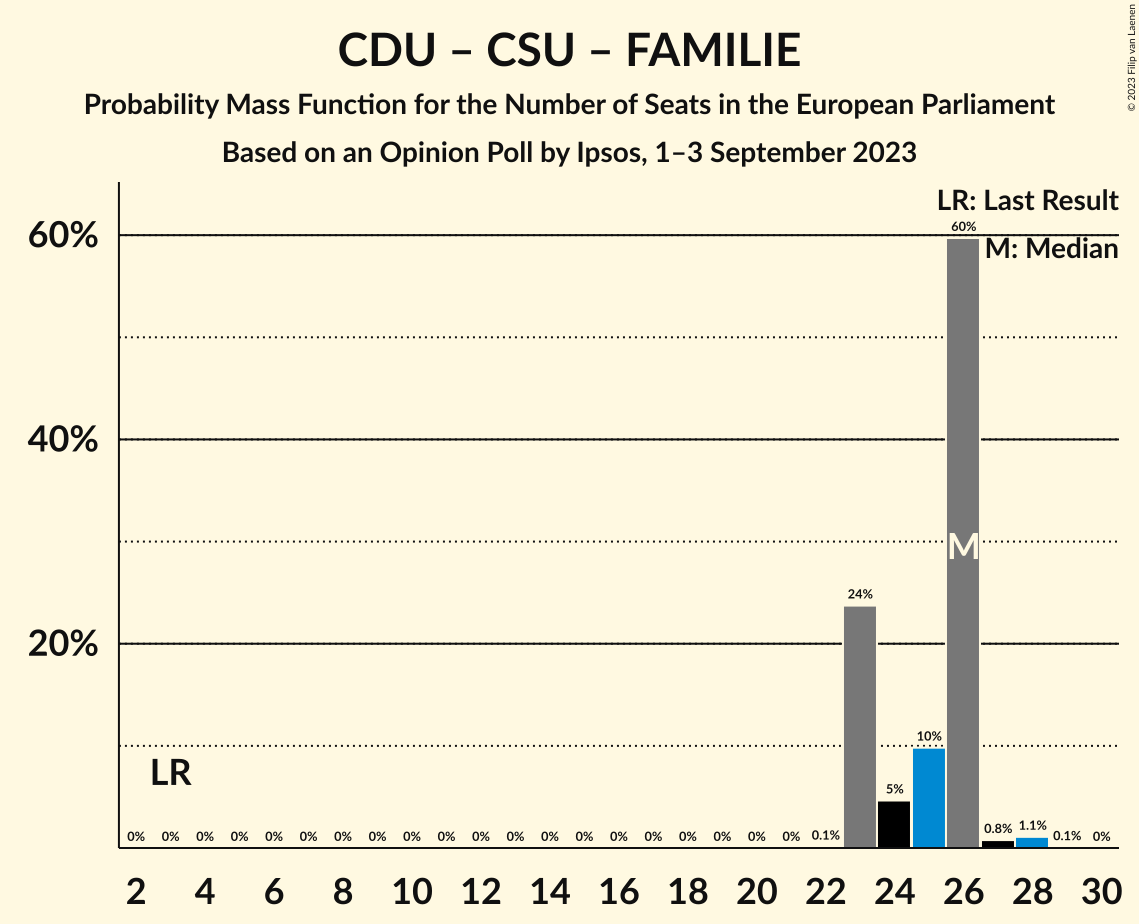 CDU – CSU – FAMILIE
Probability Mass Function for the Number of Seats in the European Parliament
Based on an Opinion Poll by Ipsos, 1–3 September 2023
© 2023 Filip van Laenen
LR: Last Result
M: Median
60%
40%
20%
60%
M
24%
10%
5%
LR
0% 0% 0% 0% 0% 0% 0% 0% 0% 0% 0% 0% 0% 0% 0% 0% 0% 0% 0% 0% 0.1% 0.8% 1.1% 0.1% 0%
2 4 6 8 10 12 14 16 18 20 22 24 26 28 30